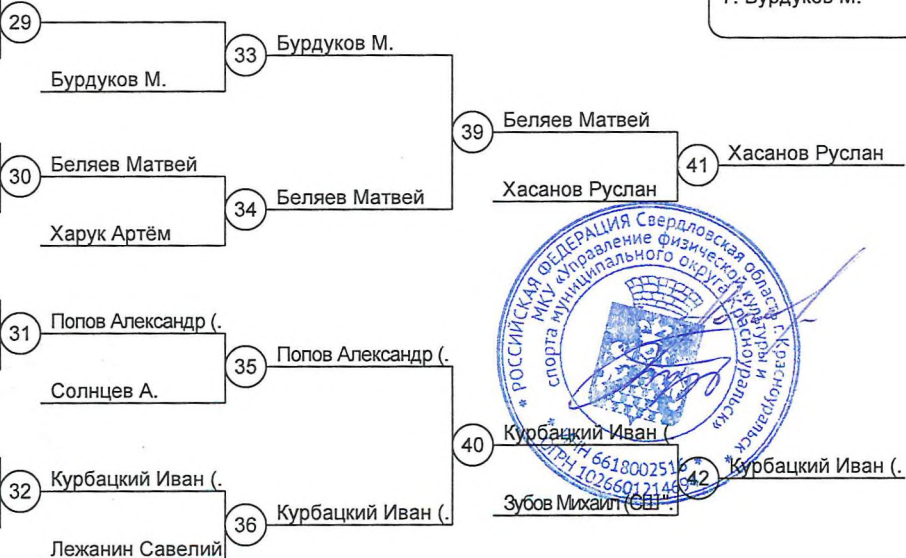 7. Бурдуков М.
29
33
Бурдуков М.
Бурдуков М.
39
Беляев Матвей
41
Хасанов Руслан
30
Беляев Матвей
34
Беляев Матвей
Хасанов Руслан
Харук Артём
31
Попов Александр (.
35
Попов Александр (.
Солнцев А.
40
Курбацкий Иван (
42
Курбацкий Иван (.
32
Курбацкий Иван (.
36
Курбацкий Иван (.
Зубов Михаил (СШ "
Лежанин Савелий
* РОССИЙСКАЯ ФЕДЕРАЦИЯ Свердловская область г. Красноуральск *
МКУ «Управление физической культуры и
спорта муниципального округа Красноуральск»
* ИНН 6618002516 *
ОГРН